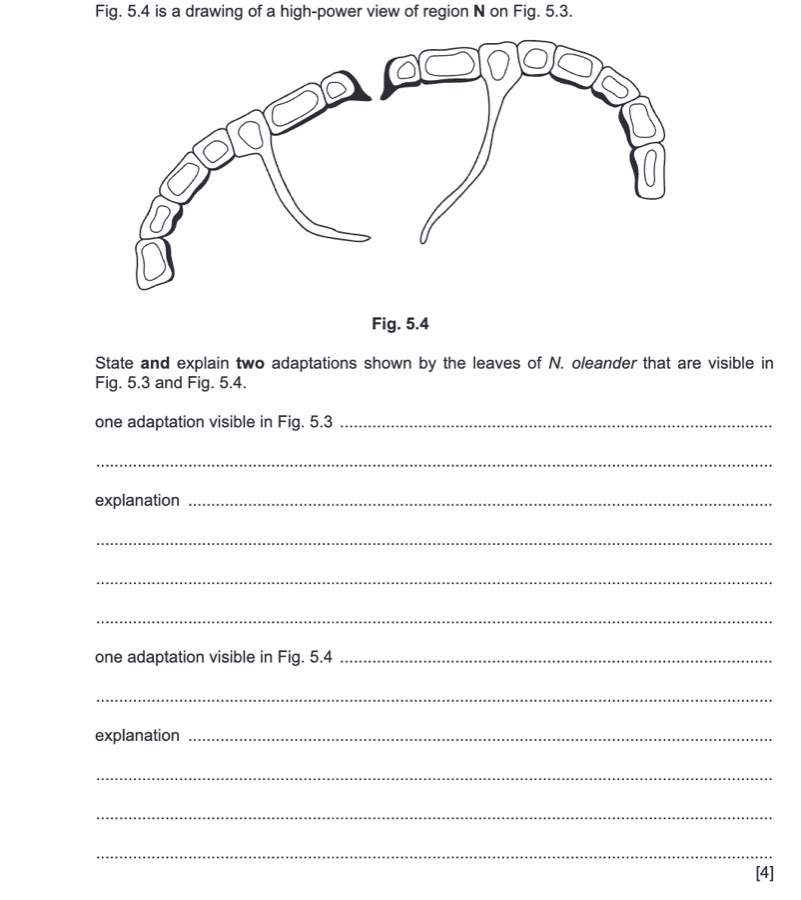 Fig. 5.4 is a drawing of a high-power view of region N on Fig. 5.3.
Fig. 5.4
State and explain two adaptations shown by the leaves of N. oleander that are visible in
Fig. 5.3 and Fig. 5.4.
one adaptation visible in Fig. 5.3
explanation
one adaptation visible in Fig. 5.4
explanation
[4]